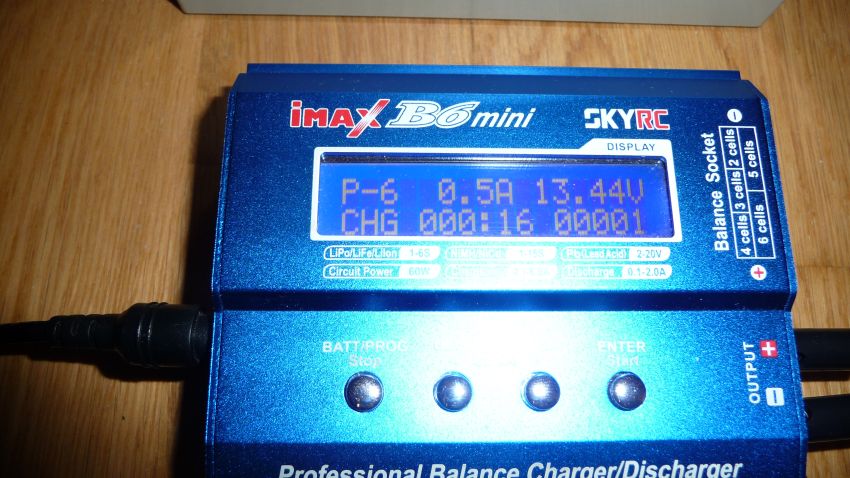 iMAX B6 mini SKYRC
DISPLAY
P-6 0.5A 13.44V
CHG 000:16 00001
LiPo/LiFe/LiIon 1-6S Pb(Lead Acid) 2-20V
Circuit Power 60W Discharge 0.1-2.0A
Balance Socket
2 cells
3 cells
4 cells
5 cells
6 cells
BATT/PROG ENTER
Stop Start
OUTPUT
Professional Balance Charger/Discharger